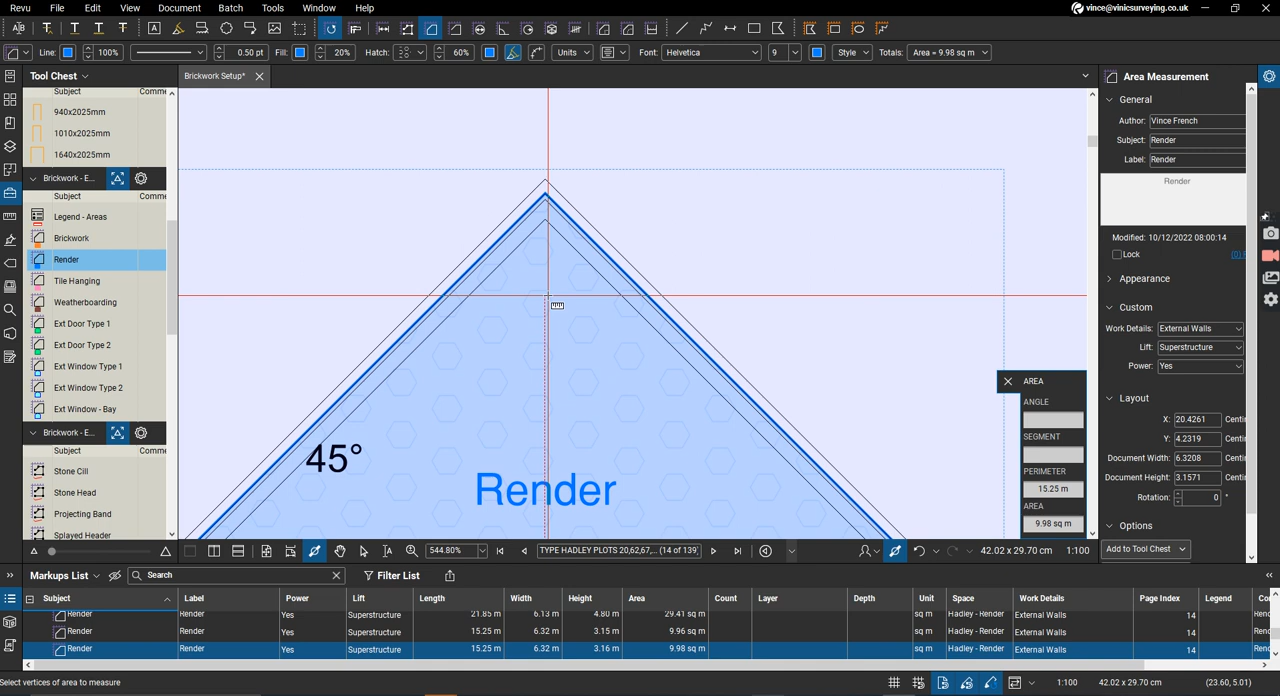 Revu File Edit View Document Batch Tools Window Help vince@vinicsurveying.co.uk
Line: 100% 0.50 pt Fill: 20% Hatch: 60% Units Font: Helvetica 9 Style Totals: Area = 9.98 sq m
Tool Chest
Brickwork Setup*
Area Measurement
Subject Comme
940x2025mm
1010x2025mm
1640x2025mm
Brickwork - E...
Subject Comme
Legend - Areas
Brickwork
Render
Tile Hanging
Weatherboarding
Ext Door Type 1
Ext Door Type 2
Ext Window Type 1
Ext Window Type 2
Ext Window - Bay
Brickwork - E...
Subject Comme
Stone Cill
Stone Head
Projecting Band
Splayed Header
45°
Render
AREA
ANGLE
SEGMENT
PERIMETER
15.25 m
AREA
9.98 sq m
General
Author: Vince French
Subject: Render
Label: Render
Render
Modified: 10/12/2022 08:00:14
Lock
Appearance
Custom
Work Details: External Walls
Lift: Superstructure
Power: Yes
Layout
X: 20.4261 Centi
Y: 4.2319 Centi
Document Width: 6.3208 Centi
Document Height: 3.1571 Centi
Rotation: 0 °
Options
Add to Tool Chest
544.80% TYPE HADLEY PLOTS 20,62,67,... (14 of 139) 42.02 x 29.70 cm 1:100
Markups List Search Filter List
Subject Label Power Lift Length Width Height Area Count Layer Depth Unit Space Work Details Page Index Legend Co
Render Render Yes Superstructure 21.85 m 6.13 m 4.80 m 29.41 sq m sq m Hadley - Render External Walls 14 Rend
Render Render Yes Superstructure 15.25 m 6.32 m 3.15 m 9.96 sq m sq m Hadley - Render External Walls 14 Rend
Render Render Yes Superstructure 15.25 m 6.32 m 3.16 m 9.98 sq m sq m Hadley - Render External Walls 14 Rend
Select vertices of area to measure 1:100 42.02 x 29.70 cm (23.60, 5.01)